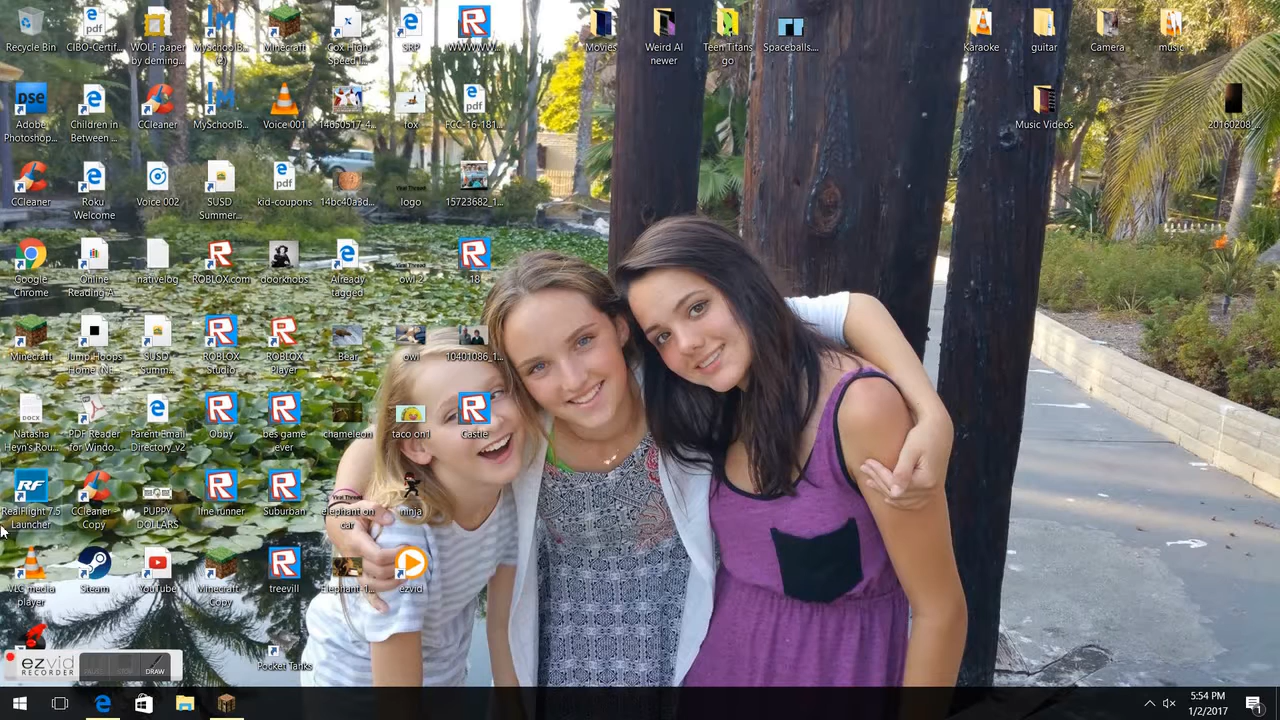 Recycle Bin
CIBO-Certif...
WOLF paper
by deming...
MySchoolB...
(2)
Minecraft
Cox High
Speed I...
SRP
Movies
Weird Al
newer
Teen Titans
go
Spaceballs....
Karaoke
guitar
Camera
music
Adobe
Photoshop...
Children in
Between ...
CCleaner
MySchoolB...
Voice 001
14650517-4...
fox
FCC-16-181...
Music Videos
20160208-...
CCleaner
Roku
Welcome
Voice 002
SUSD
Summer...
kid-coupons
14bc40a3d...
logo
15723682_1...
Google
Chrome
Online
Reading A...
nativelog
ROBLOX.com
doorknobs
Already
tagged
owl 2
18
Minecraft
Jump Hoops
Home (NE...
SUSD
Summ...
ROBLOX
Studio
ROBLOX
Player
Bear
owl
10401086_1...
Natasha
Heyn's Rou...
PDF Reader
for Windo...
Parent Email
Directory_v2
Obby
bes game
ever
chameleon
taco on1
Castle
RealFlight 7.5
Launcher
CCleaner -
Copy
PUPPY
DOLLARS
line runner
Suburban
elephant on
car
ninja
VLC media
player
Steam
YouTube
Minecraft -
Copy
treevill
Elephant-1...
ezvid
ezvid
RECORDER
DRAW
Pocket Tanks
5:54 PM
1/2/2017